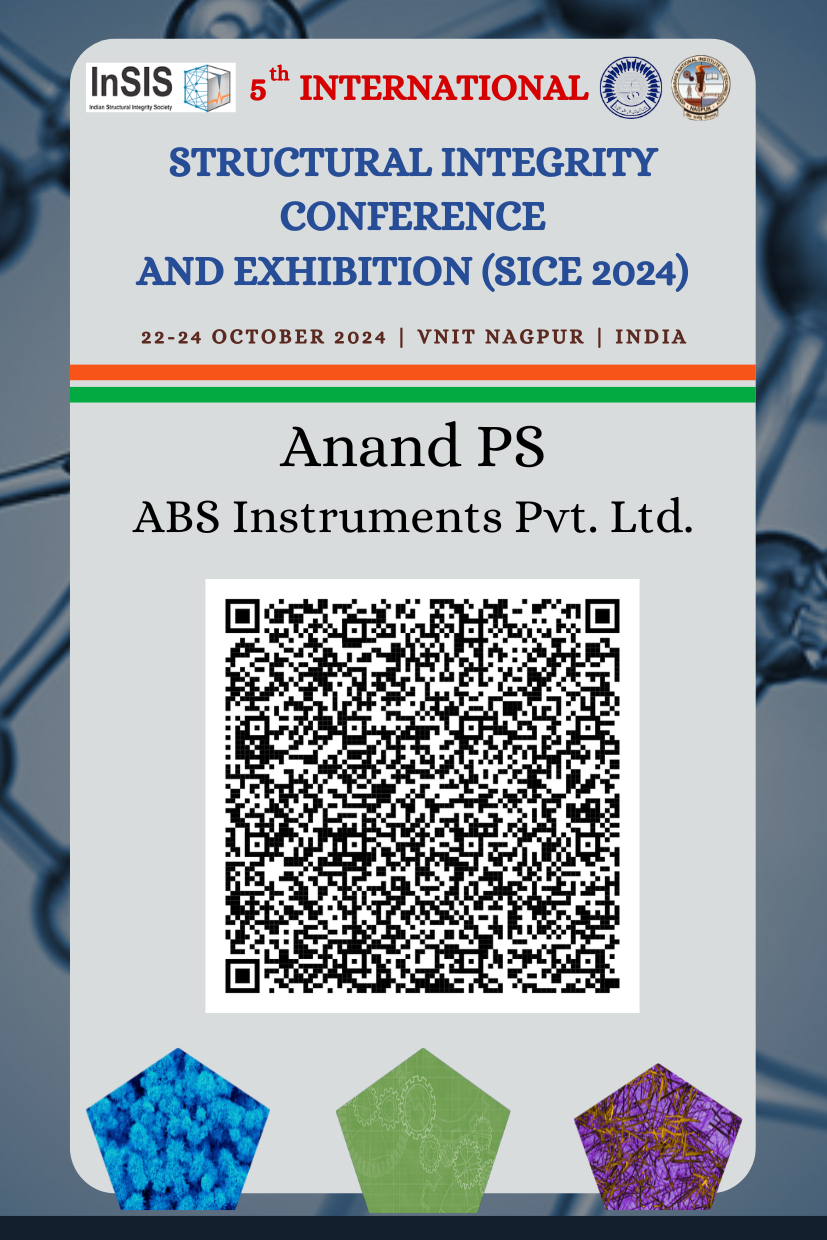 InSIS
Indian Structural Integrity Society
5th INTERNATIONAL
STRUCTURAL INTEGRITY
CONFERENCE
AND EXHIBITION (SICE 2024)
22-24 OCTOBER 2024 | VNIT NAGPUR | INDIA
Anand PS
ABS Instruments Pvt. Ltd.
NAGPUR